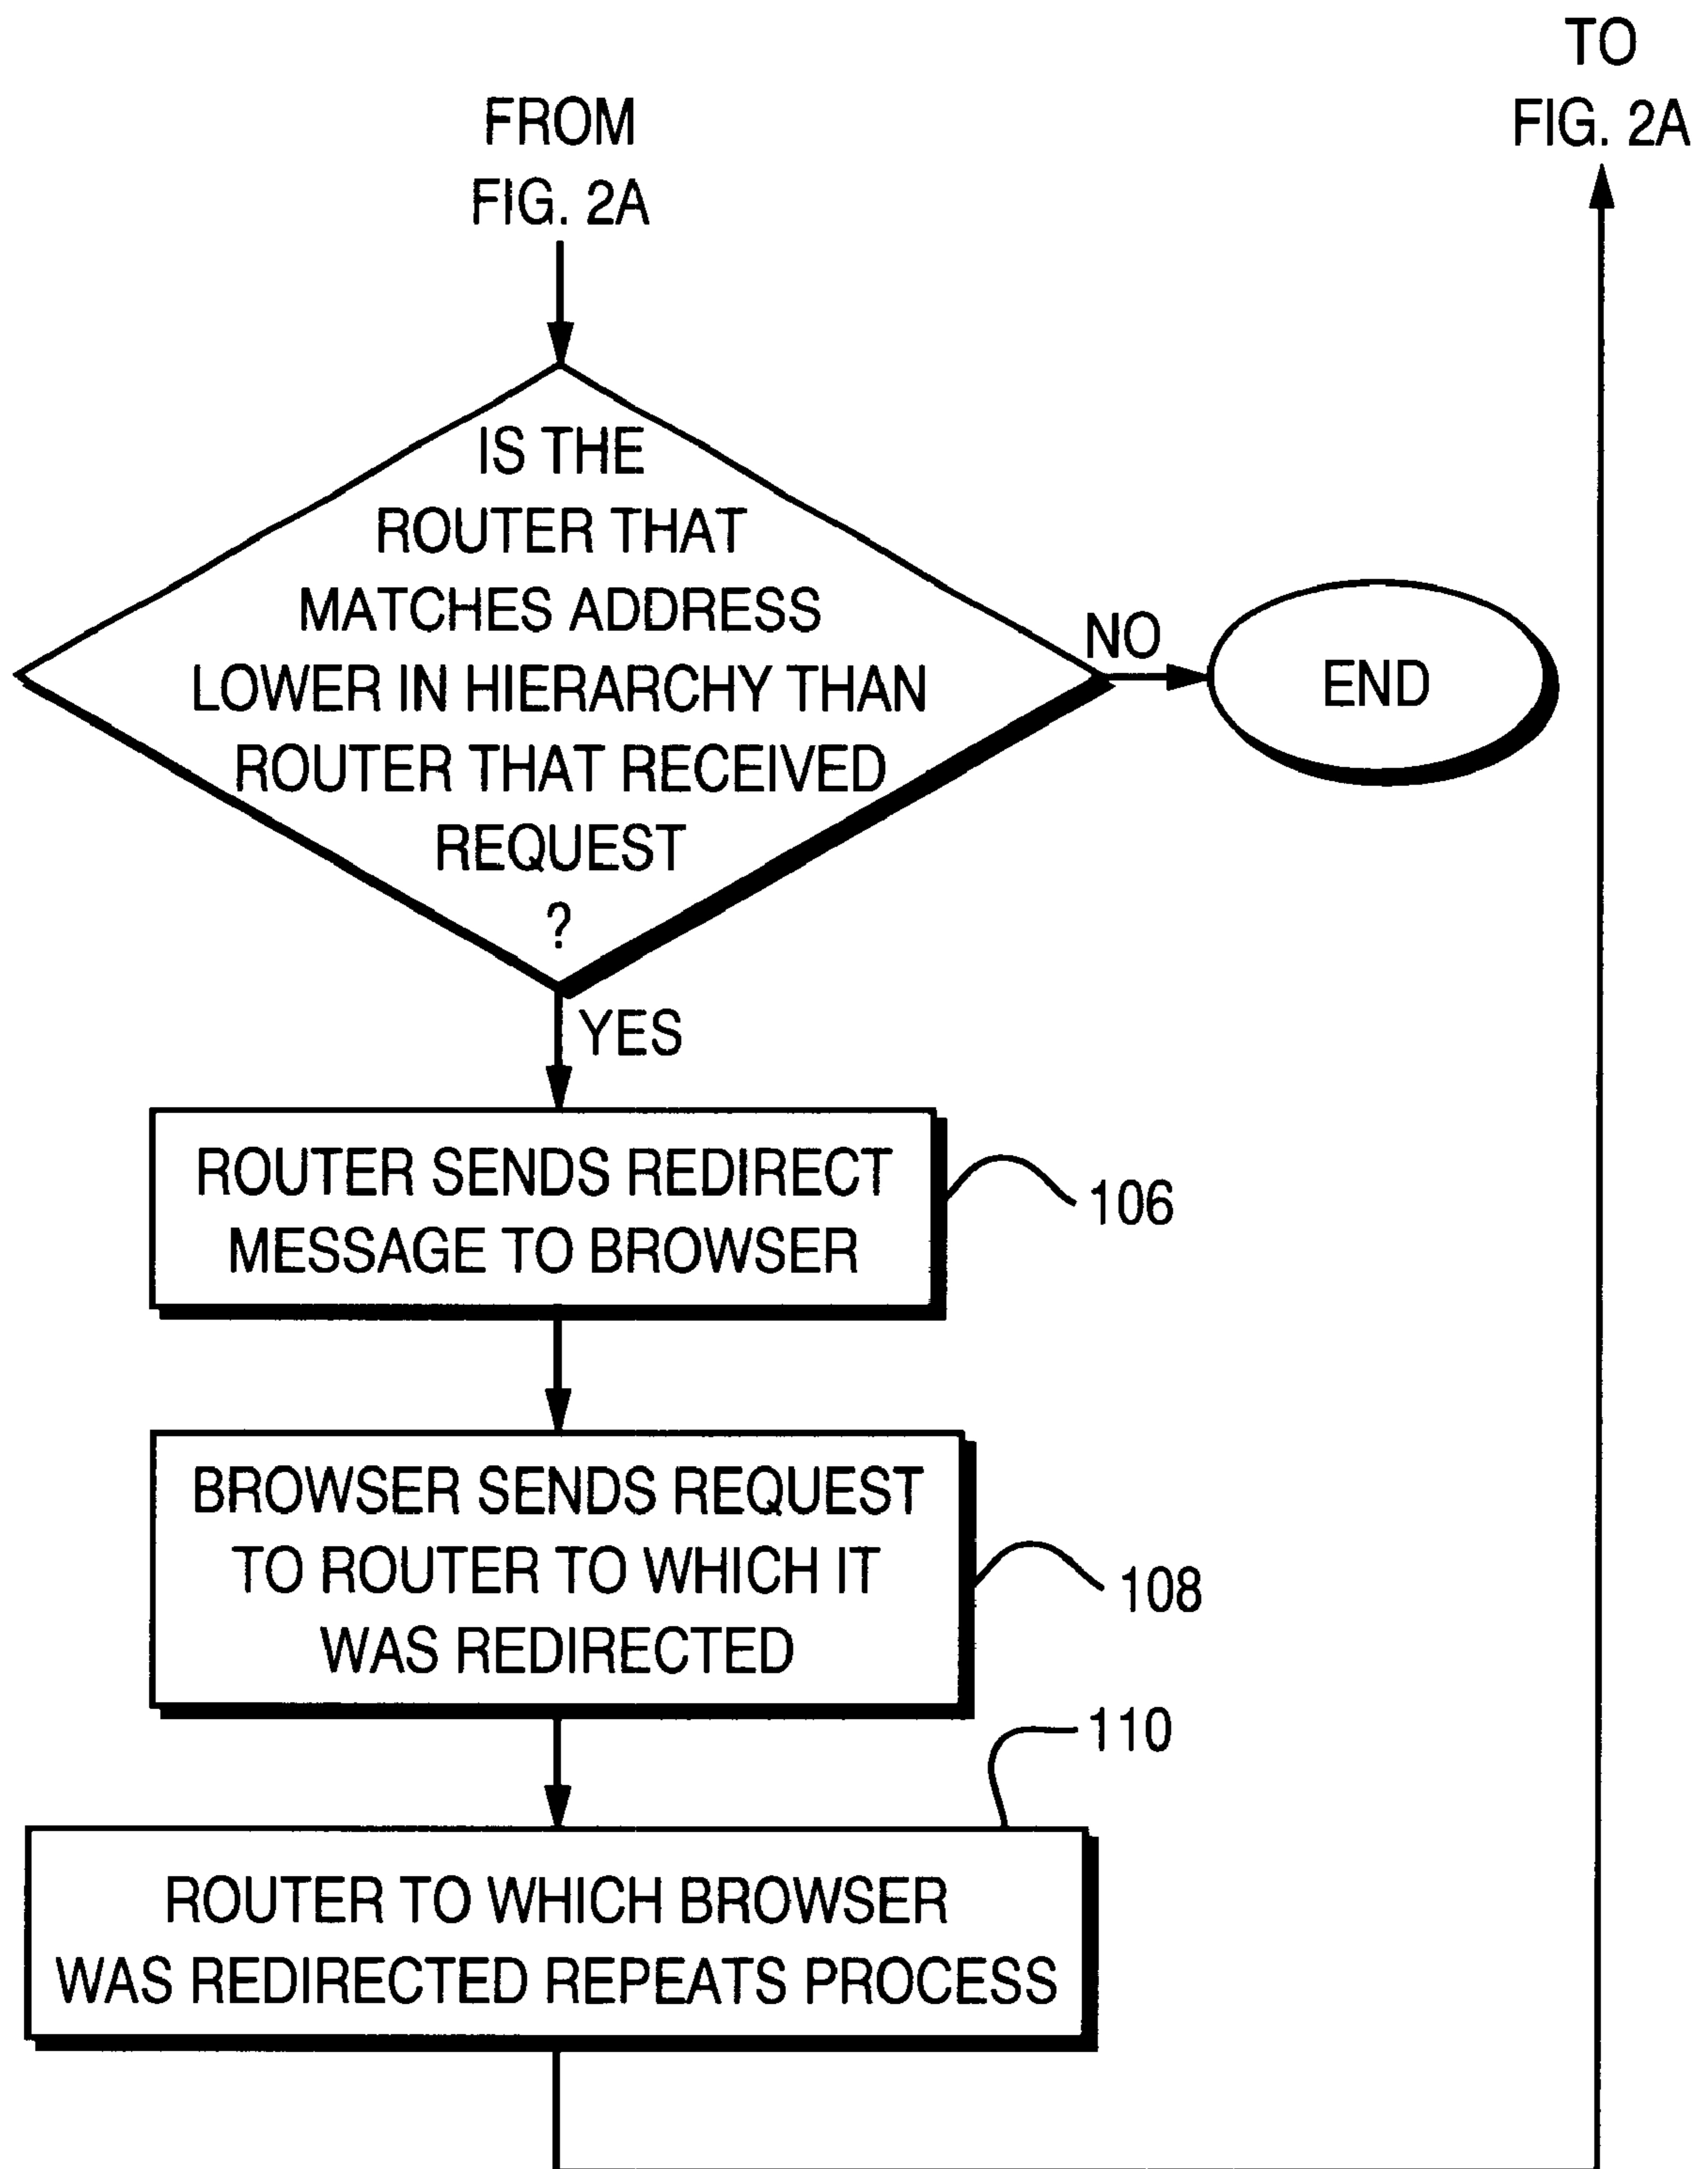 TO
FIG. 2A
FROM
FIG. 2A
IS THE
ROUTER THAT
MATCHES ADDRESS
LOWER IN HIERARCHY THAN
ROUTER THAT RECEIVED
REQUEST
?
NO
END
YES
ROUTER SENDS REDIRECT
MESSAGE TO BROWSER
106
BROWSER SENDS REQUEST
TO ROUTER TO WHICH IT
WAS REDIRECTED
108
110
ROUTER TO WHICH BROWSER
WAS REDIRECTED REPEATS PROCESS